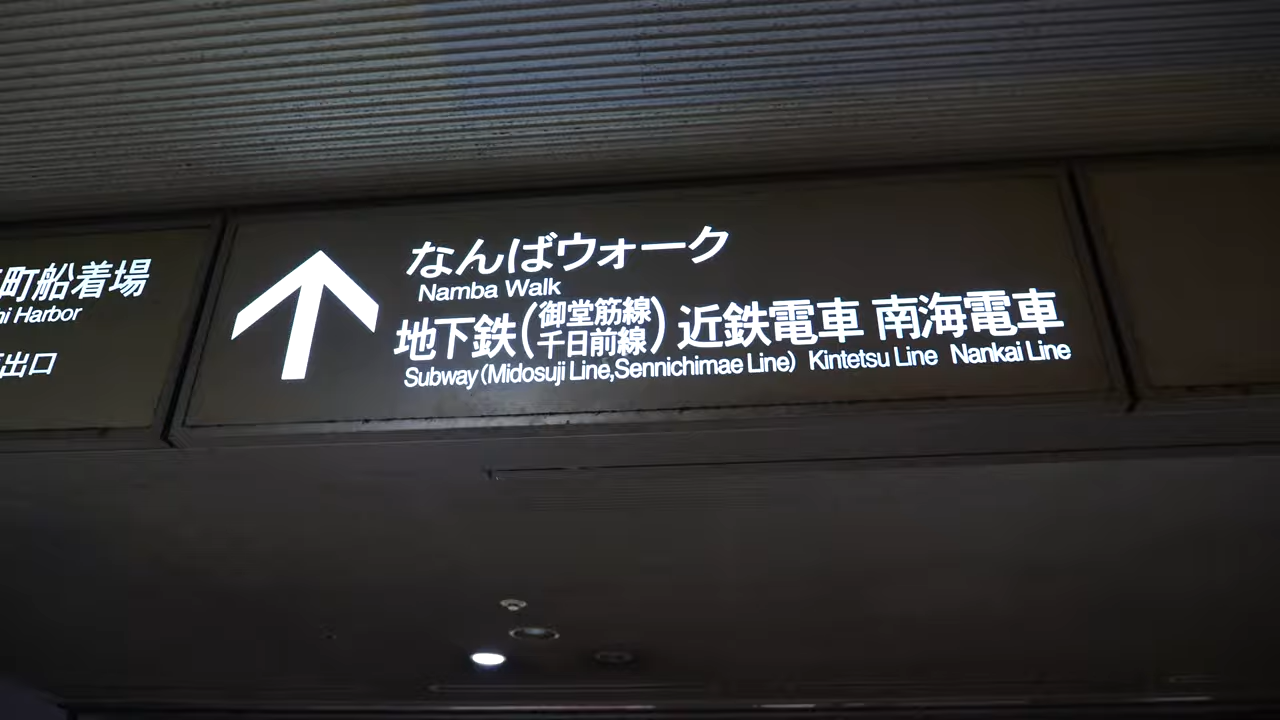 町船着場
ni Harbor
出口
なんばウォーク
Namba Walk
地下鉄(御堂筋線 千日前線) 近鉄電車 南海電車
Subway (Midosuji Line,Sennichimae Line) Kintetsu Line Nankai Line